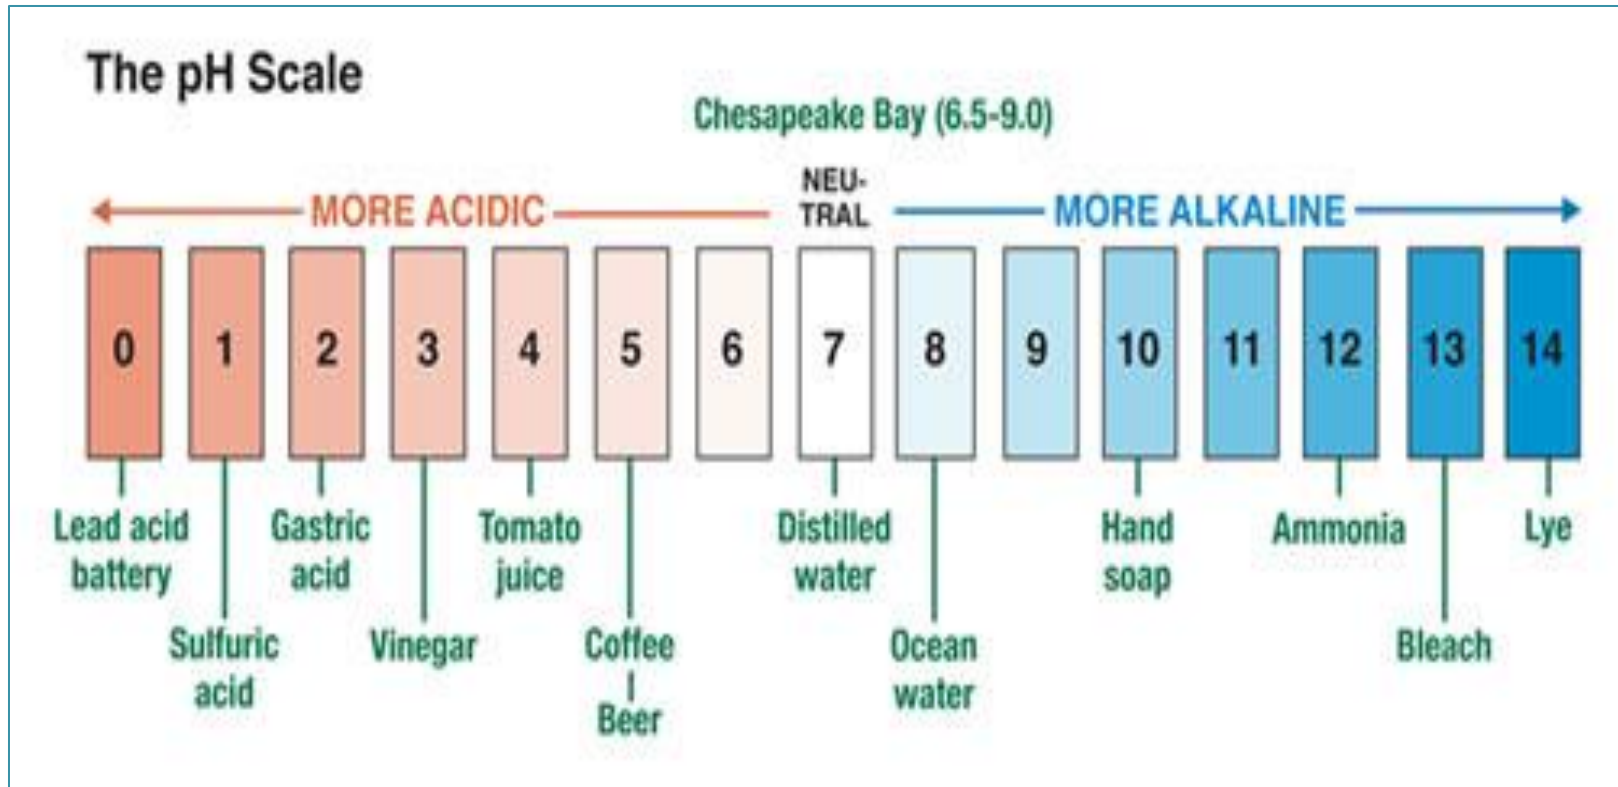 The pH Scale
Chesapeake Bay (6.5-9.0)
MORE ACIDIC
NEU-
TRAL
MORE ALKALINE
0 1 2 3 4 5 6 7 8 9 10 11 12 13 14
Lead acid
battery
Sulfuric
acid
Gastric
acid
Vinegar
Tomato
juice
Coffee
Beer
Distilled
water
Ocean
water
Hand
soap
Ammonia
Bleach
Lye